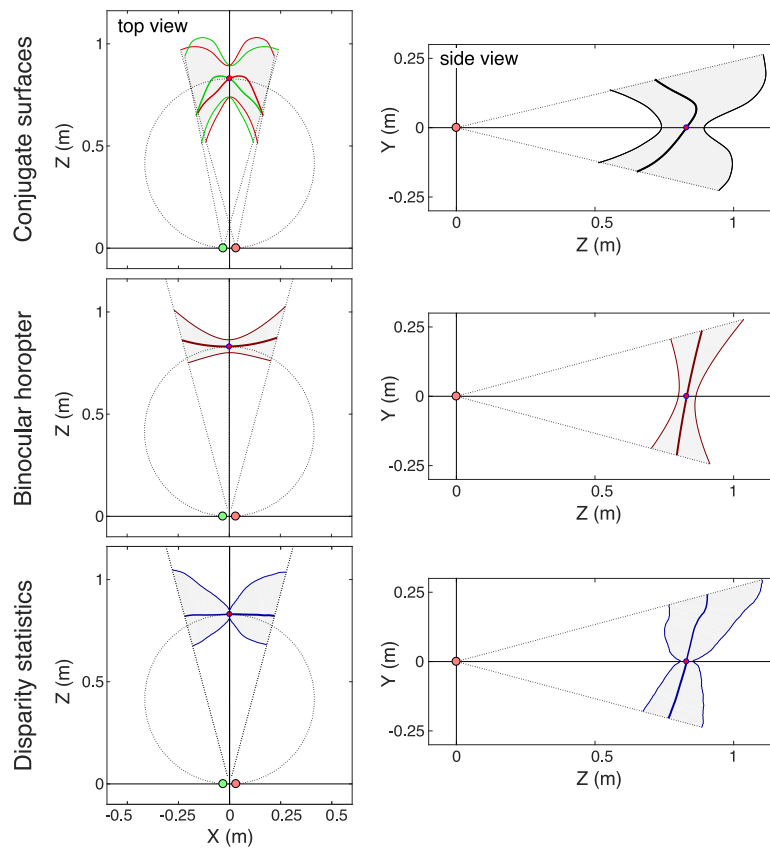 Conjugate surfaces
top view
Z (m)
1
0.5
0
side view
Y (m)
0.25
0
-0.25
0
0.5
1
Z (m)
Binocular horopter
Z (m)
1
0.5
0
Y (m)
0.25
0
-0.25
0
0.5
1
Z (m)
Disparity statistics
Z (m)
1
0.5
0
-0.5
-0.25
0
0.25
0.5
X (m)
Y (m)
0.25
0
-0.25
0
0.5
1
Z (m)